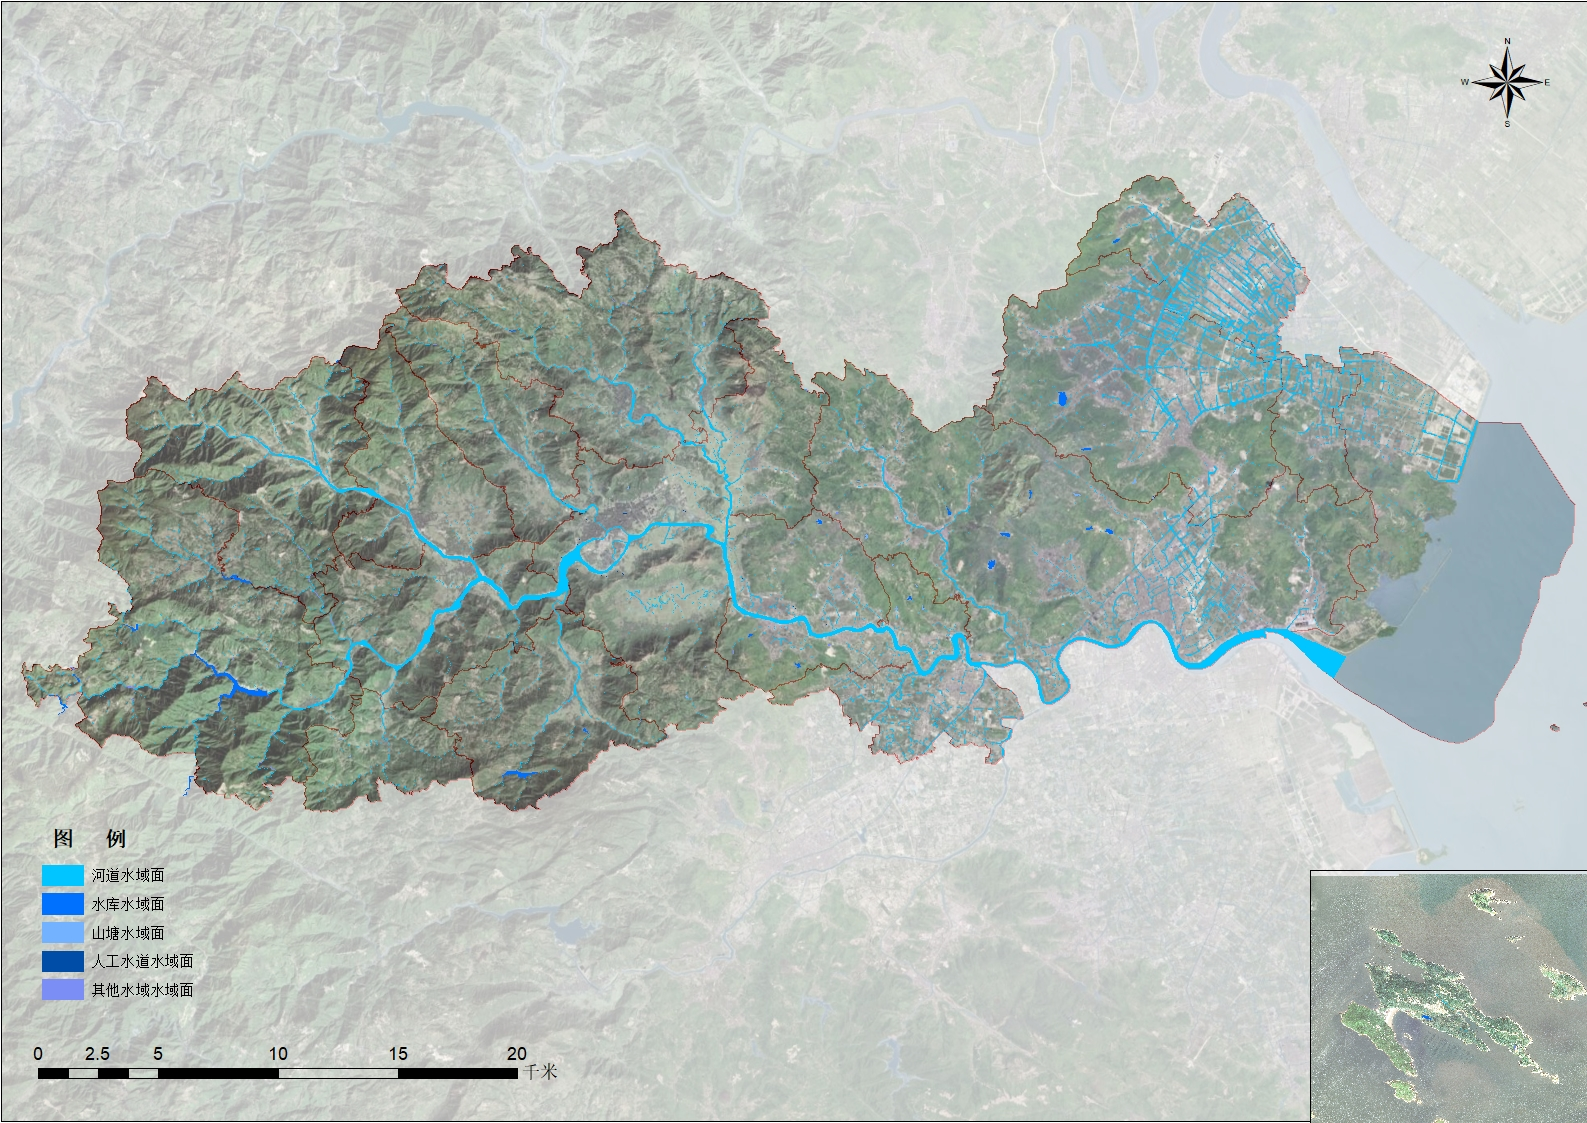 N
W E
S
图 例
河道水域面
水库水域面
山塘水域面
人工水道水域面
其他水域水域面
0 2.5 5 10 15 20
千米